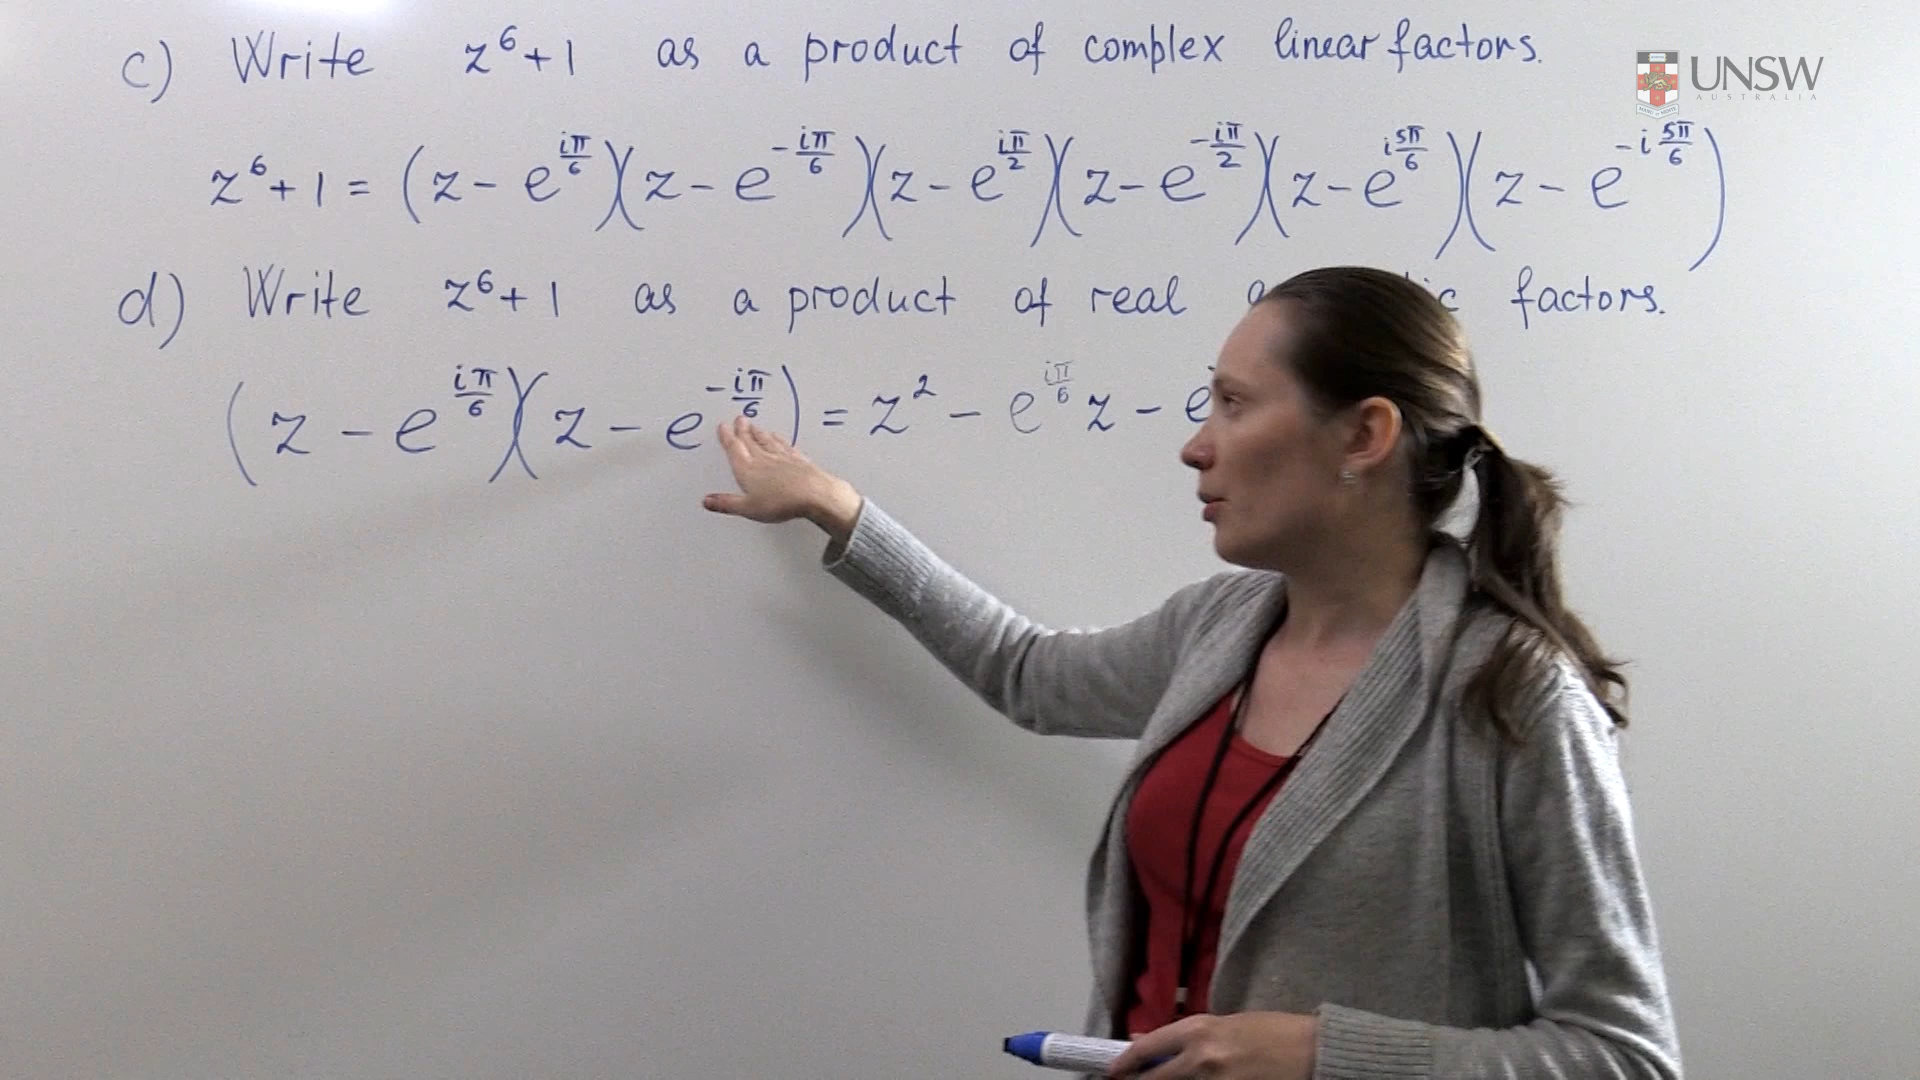 c) Write z⁶+1 as a product of complex linear factors.
UNSW
AUSTRALIA
z⁶+1 = (z - e^{iπ/6})(z - e^{-iπ/6})(z - e^{iπ/2})(z - e^{-iπ/2})(z - e^{i5π/6})(z - e^{-i5π/6})
d) Write z⁶+1 as a product of real factors.
(z - e^{iπ/6})(z - e^{-iπ/6}) = z² - e^{iπ/6} z - e